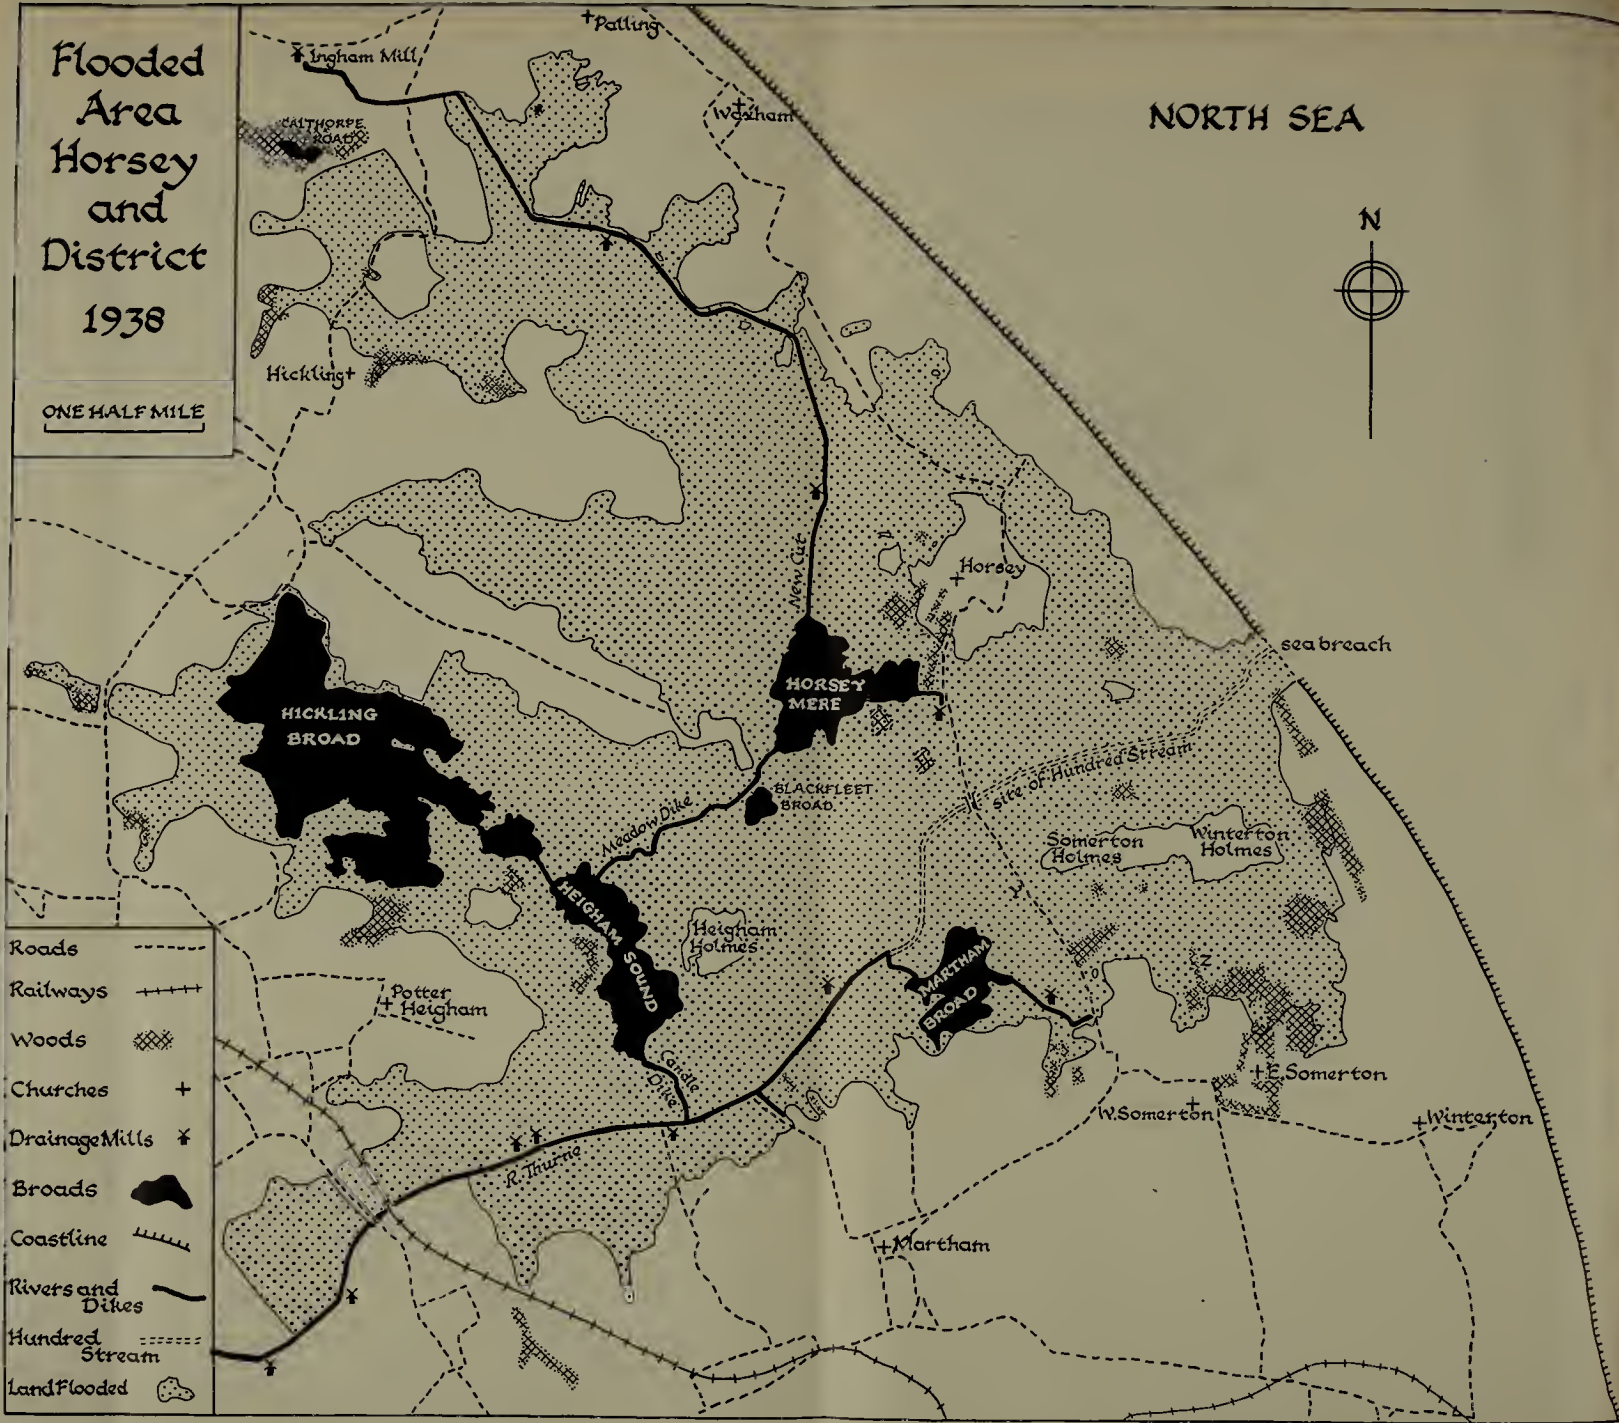 Flooded
Area
Horsey
and
District
1938
ONE HALF MILE
Palling
Ingham Mill
CALTHORPE
BROAD
Waxham
NORTH SEA
N
Hickling
New Cut
Horsey
sea breach
HORSEY
MERE
HICKLING
BROAD
site of Hundred Stream
BLACKFLEET
BROAD
Meadow Dike
Somerton
Holmes
Winterton
Holmes
HEIGHAM SOUND
Heigham
Holmes
MARTHAM
BROAD
Potter
Heigham
Candle
Dike
E. Somerton
W. Somerton
Winterton
R. Thurne
Martham
Roads
Railways
Woods
Churches
Drainage Mills
Broads
Coastline
Rivers and
Dikes
Hundred
Stream
Land Flooded